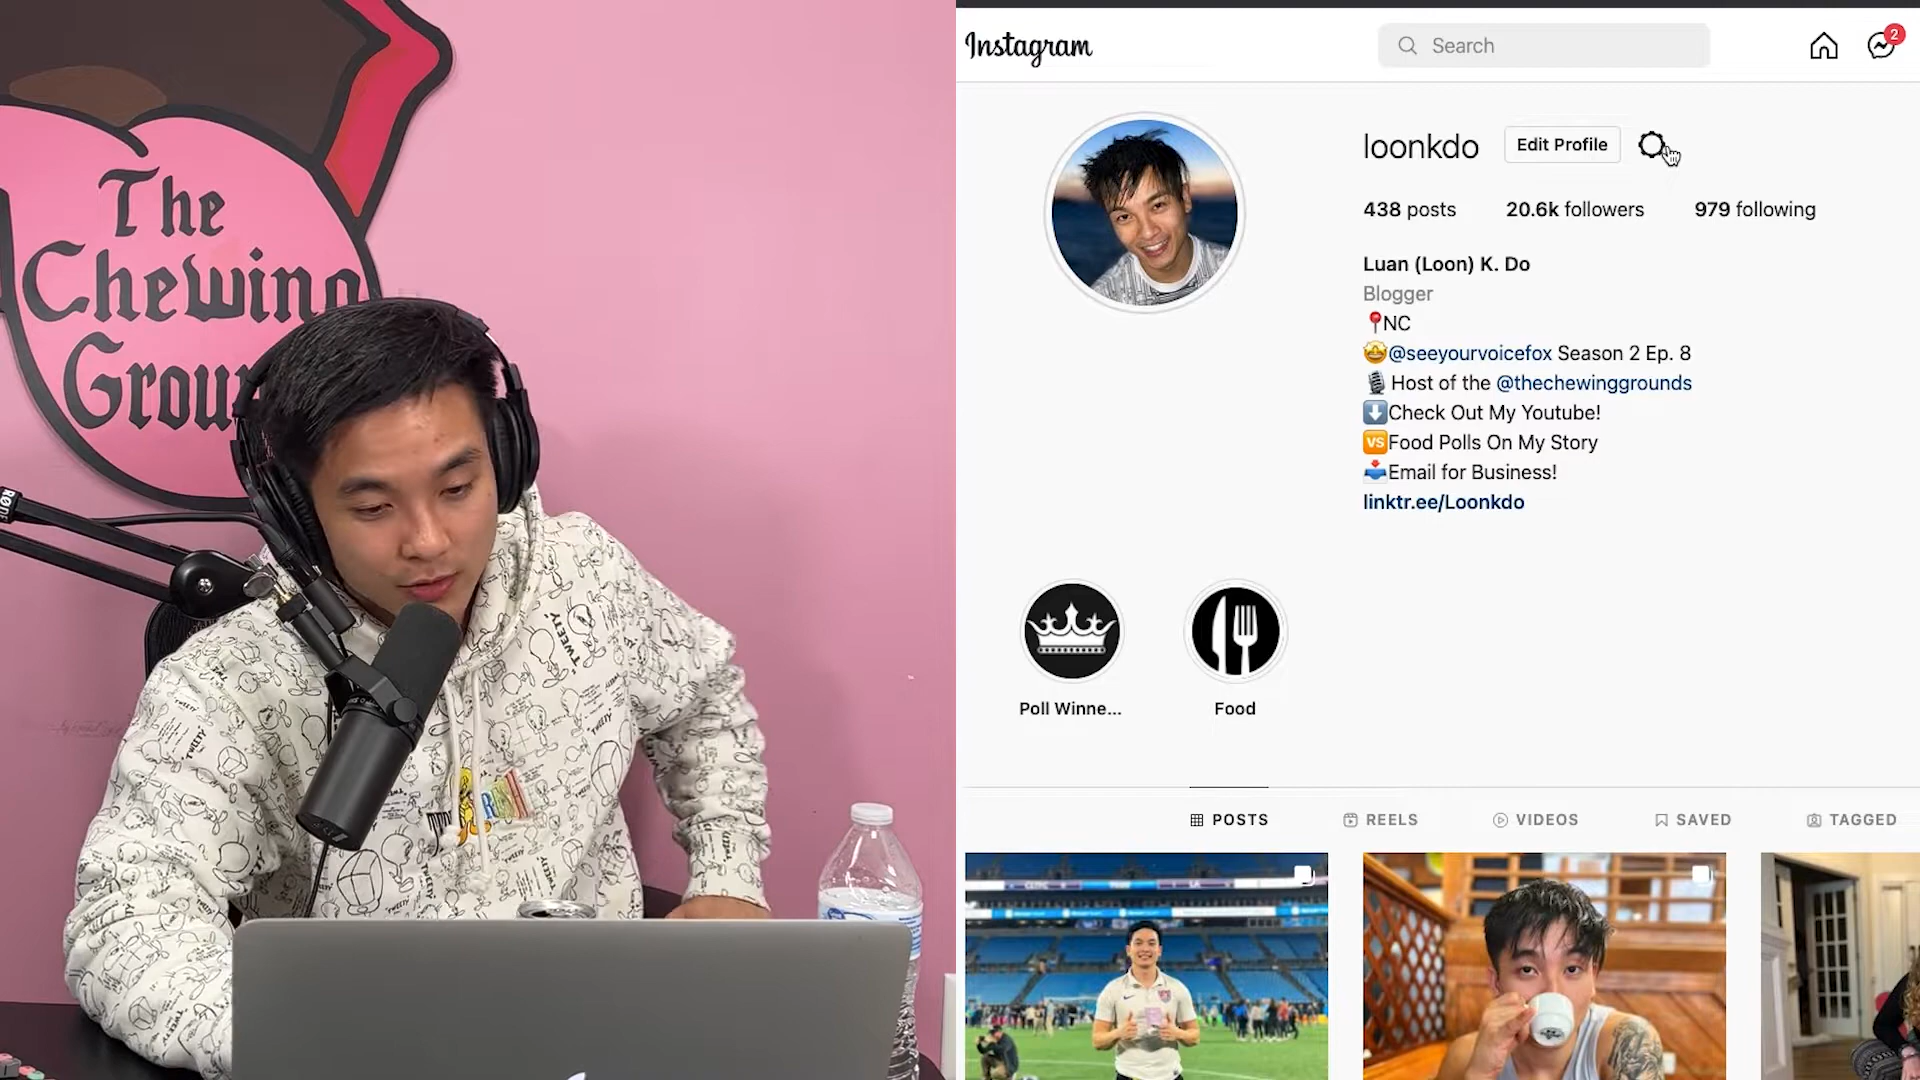 The
Chewing
Grou
RØDE
TWEETY
Instagram
Search
2
loonkdo
Edit Profile
438 posts
20.6k followers
979 following
Luan (Loon) K. Do
Blogger
📍NC
🤩@seeyourvoicefox Season 2 Ep. 8
🎙️Host of the @thechewinggrounds
⬇️Check Out My Youtube!
🆚Food Polls On My Story
📥Email for Business!
linktr.ee/Loonkdo
Poll Winne...
Food
POSTS
REELS
VIDEOS
SAVED
TAGGED